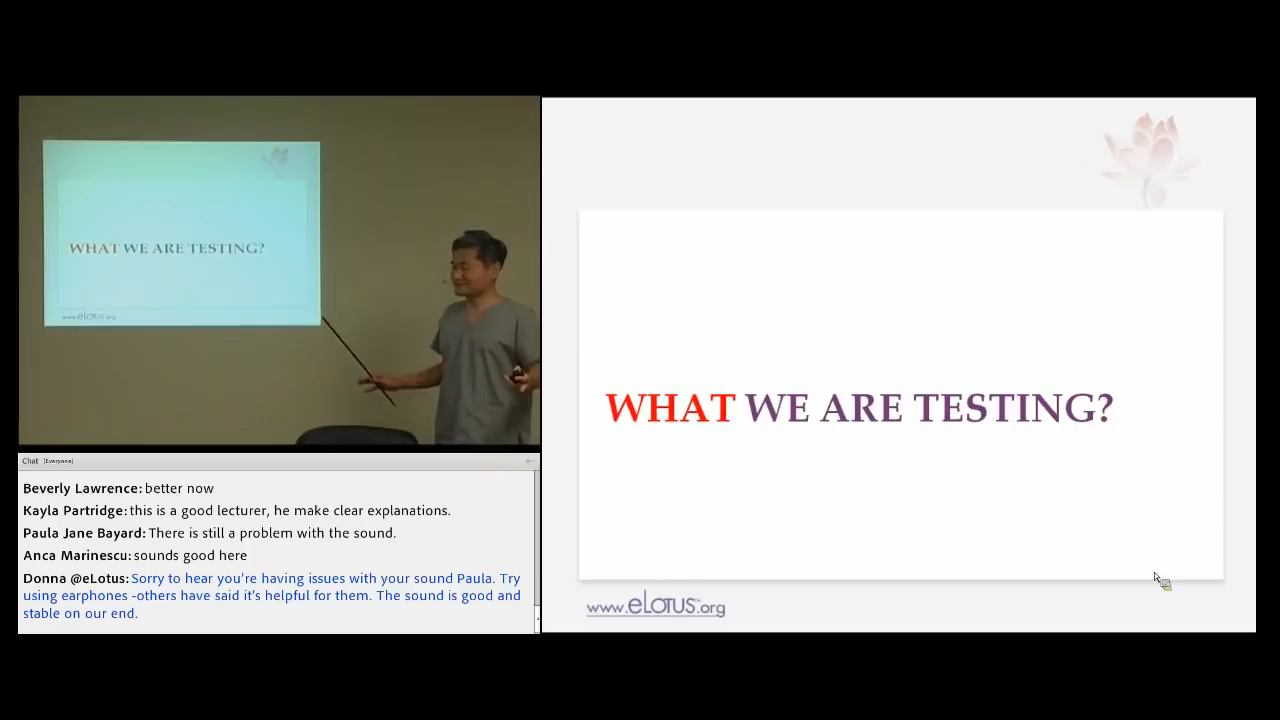 WHAT WE ARE TESTING?
www.eLOTUS.org
Chat (Everyone)
Beverly Lawrence: better now
Kayla Partridge: this is a good lecturer, he make clear explanations.
Paula Jane Bayard: There is still a problem with the sound.
Anca Marinescu: sounds good here
Donna @eLotus: Sorry to hear you're having issues with your sound Paula. Try
using earphones -others have said it's helpful for them. The sound is good and
stable on our end.
WHAT WE ARE TESTING?
www.eLOTUS.org